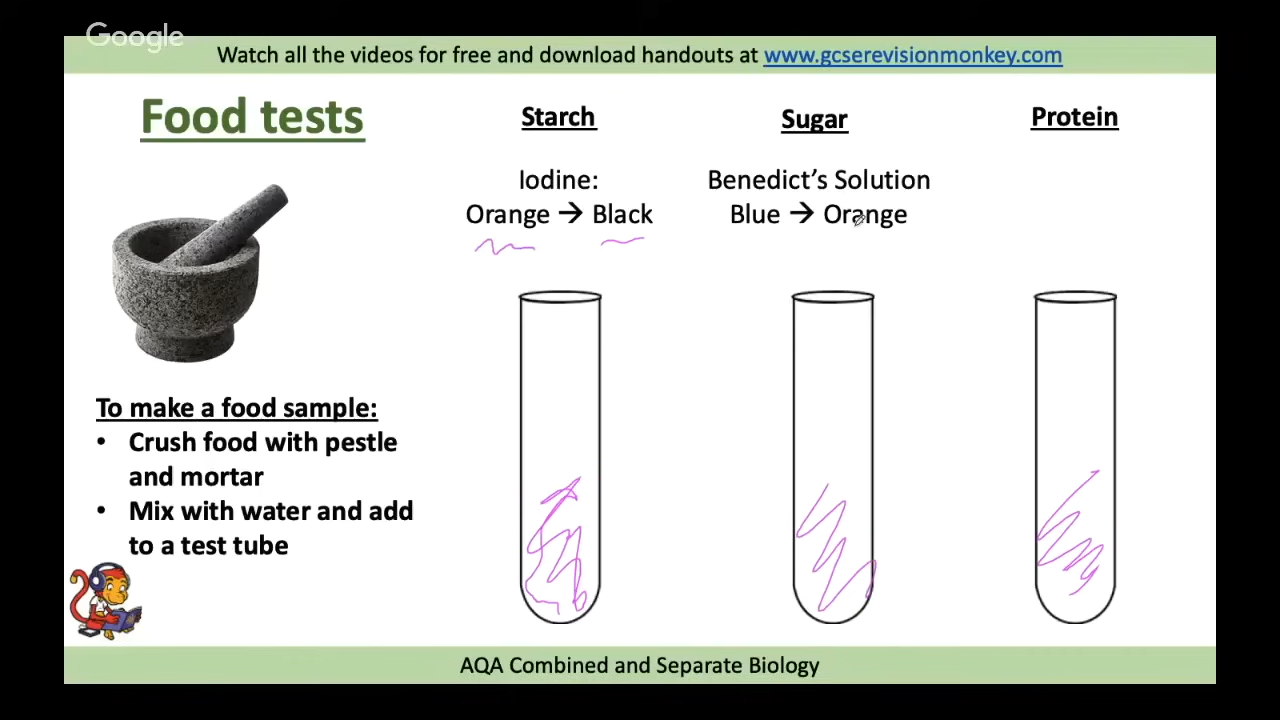 Google
Watch all the videos for free and download handouts at www.gcserevisionmonkey.com
Food tests
Starch
Iodine:
Orange → Black
Sugar
Benedict's Solution
Blue → Orange
Protein
To make a food sample:
• Crush food with pestle
and mortar
• Mix with water and add
to a test tube
AQA Combined and Separate Biology